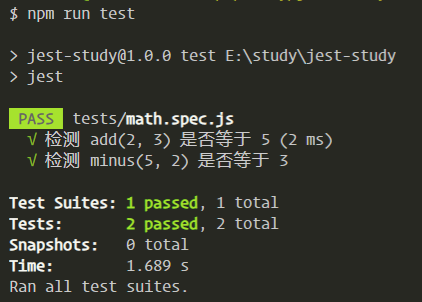 $ npm run test
> jest-study@1.0.0 test E:\study\jest-study
> jest
PASS tests/math.spec.js
√ 检测 add(2, 3) 是否等于 5 (2 ms)
√ 检测 minus(5, 2) 是否等于 3
Test Suites: 1 passed, 1 total
Tests: 2 passed, 2 total
Snapshots: 0 total
Time: 1.689 s
Ran all test suites.